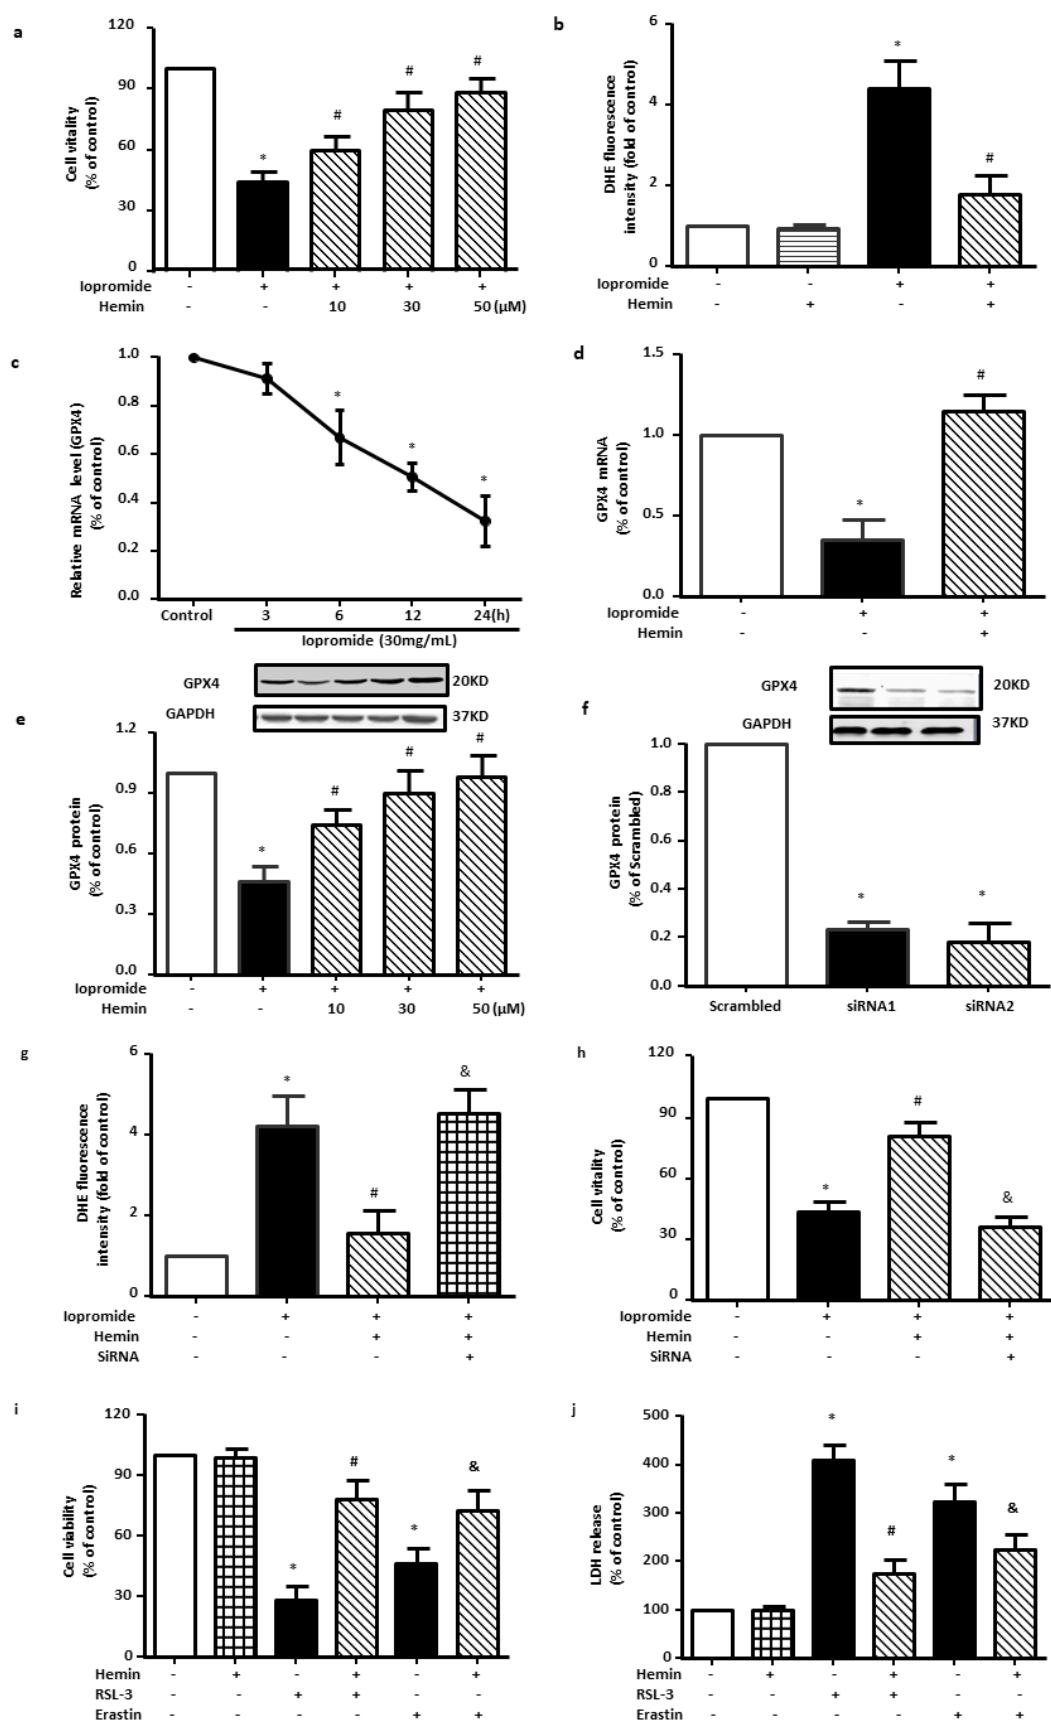 a
120
90
60
30
0
Cell vitality
(% of control)
*
#
#
#
Iopromide - + + + +
Hemin - - 10 30 50 (μM)
b
6
4
2
0
DHE fluorescence
intensity (fold of control)
*
#
Iopromide - - + +
Hemin - + - +
c
1.0
0.8
0.6
0.4
0.2
0.0
Relative mRNA level (GPX4)
(% of control)
*
*
*
Control 3 6 12 24(h)
Iopromide (30mg/mL)
d
1.5
1.0
0.5
0.0
GPX4 mRNA
(% of control)
*
#
Iopromide - + +
Hemin - - +
e
GPX4 20KD
GAPDH 37KD
1.2
0.9
0.6
0.3
0.0
GPX4 protein
(% of control)
*
#
#
#
Iopromide - + + + +
Hemin - - 10 30 50 (μM)
f
GPX4 20KD
GAPDH 37KD
1.0
0.8
0.6
0.4
0.2
0.0
GPX4 protein
(% of Scrambled)
*
*
Scrambled siRNA1 siRNA2
g
6
4
2
0
DHE fluorescence
intensity (fold of control)
*
#
&
Iopromide - + + +
Hemin - - + +
SiRNA - - - +
h
120
90
60
30
0
Cell vitality
(% of control)
*
#
&
Iopromide - + + +
Hemin - - + +
SiRNA - - - +
i
120
90
60
30
0
Cell viability
(% of control)
*
#
*
&
Hemin - + - + - +
RSL-3 - - + + - -
Erastin - - - - + +
j
500
400
300
200
100
0
LDH release
(% of control)
*
#
*
&
Hemin - + - + - +
RSL-3 - - + + - -
Erastin - - - - + +